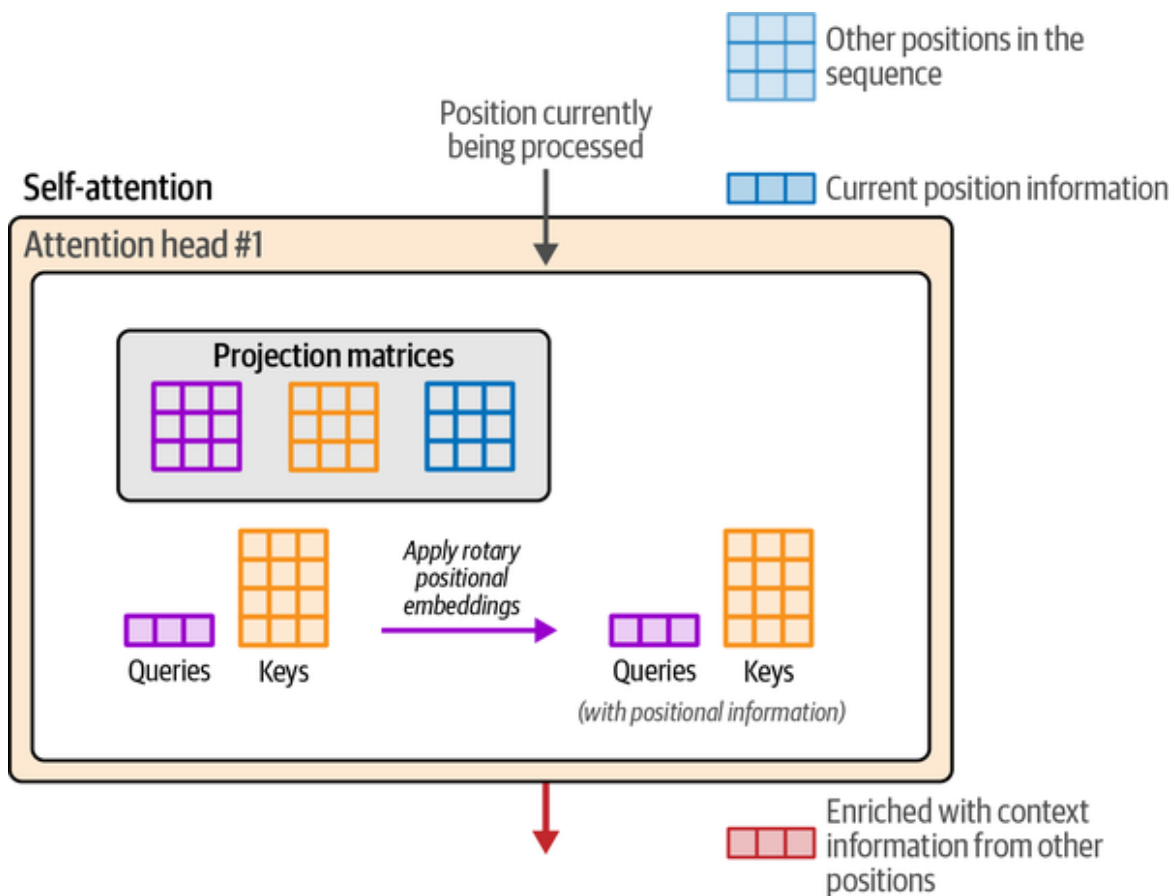 Other positions in the
sequence
Position currently
being processed
Current position information
Self-attention
Attention head #1
Projection matrices
Apply rotary
positional
embeddings
Queries
Keys
Queries
Keys
(with positional information)
Enriched with context
information from other
positions